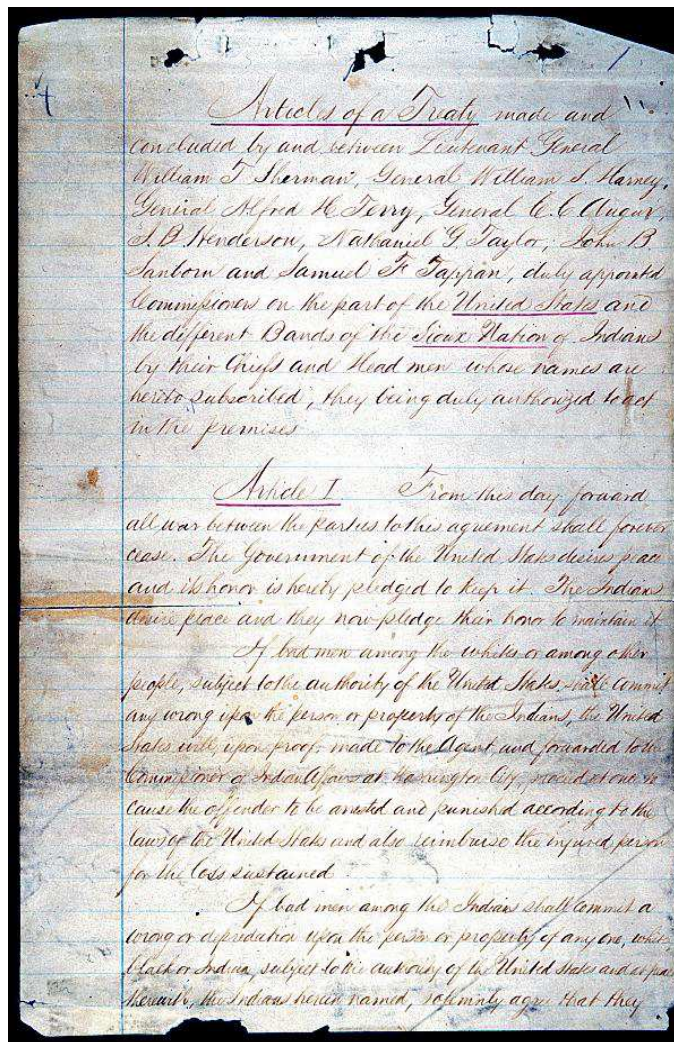 4
Articles of a Treaty made and
concluded by and between Lieutenant General
William T. Sherman, General William S. Harney,
General Alfred H. Terry, General C. C. Augur,
J. B. Henderson, Nathaniel G. Taylor, John B.
Sanborn and Samuel F. Tappan, duly appointed
Commissioners on the part of the United States and
the different Bands of the Sioux Nation of Indians
by their Chiefs and Head men whose names are
hereto subscribed, they being duly authorized to act
in the premises
Article I. From this day forward
all war between the parties to this agreement shall forever
cease. The Government of the United States desires peace
and its honor is hereby pledged to keep it. The Indians
desire peace and they now pledge their honor to maintain it
If bad men among the whites or among other
people, subject to the authority of the United States, shall commit
any wrong upon the person or property of the Indians, the United
States will, upon proof made to the Agent and forwarded to the
Commissioner of Indian Affairs at Washington City, proceed at once to
cause the offender to be arrested and punished according to the
laws of the United States and also reimburse the injured person
for the loss sustained
If bad men among the Indians shall commit a
wrong or depredation upon the person or property of any one, white,
black or Indian, subject to the authority of the United States and at peace
therewith, the Indians herein named, solemnly agree that they